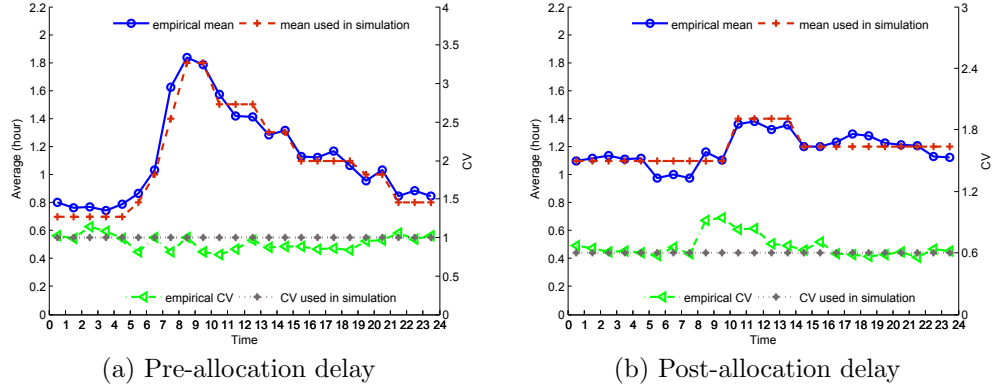 empirical mean
mean used in simulation
2.2
2
1.8
1.6
1.4
1.2
1
0.8
0.6
0.4
0.2
0
Average (hour)
4
3.5
3
2.5
2
1.5
1
0.5
0
CV
empirical CV
CV used in simulation
0 1 2 3 4 5 6 7 8 9 10 11 12 13 14 15 16 17 18 19 20 21 22 23 24
Time
(a) Pre-allocation delay
empirical mean
mean used in simulation
2.2
2
1.8
1.6
1.4
1.2
1
0.8
0.6
0.4
0.2
0
Average (hour)
3
2.4
1.8
1.2
0.6
0
CV
empirical CV
CV used in simulation
0 1 2 3 4 5 6 7 8 9 10 11 12 13 14 15 16 17 18 19 20 21 22 23 24
Time
(b) Post-allocation delay